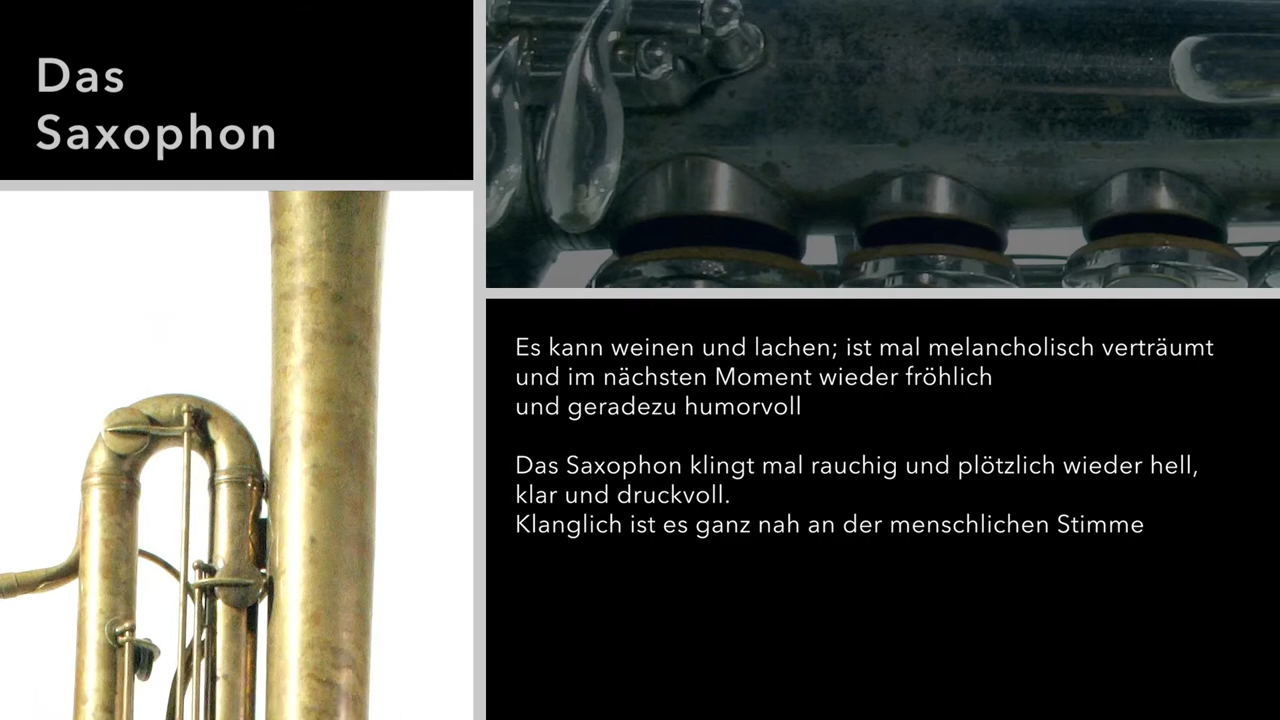 Das
Saxophon
Es kann weinen und lachen; ist mal melancholisch verträumt
und im nächsten Moment wieder fröhlich
und geradezu humorvoll
Das Saxophon klingt mal rauchig und plötzlich wieder hell,
klar und druckvoll.
Klanglich ist es ganz nah an der menschlichen Stimme